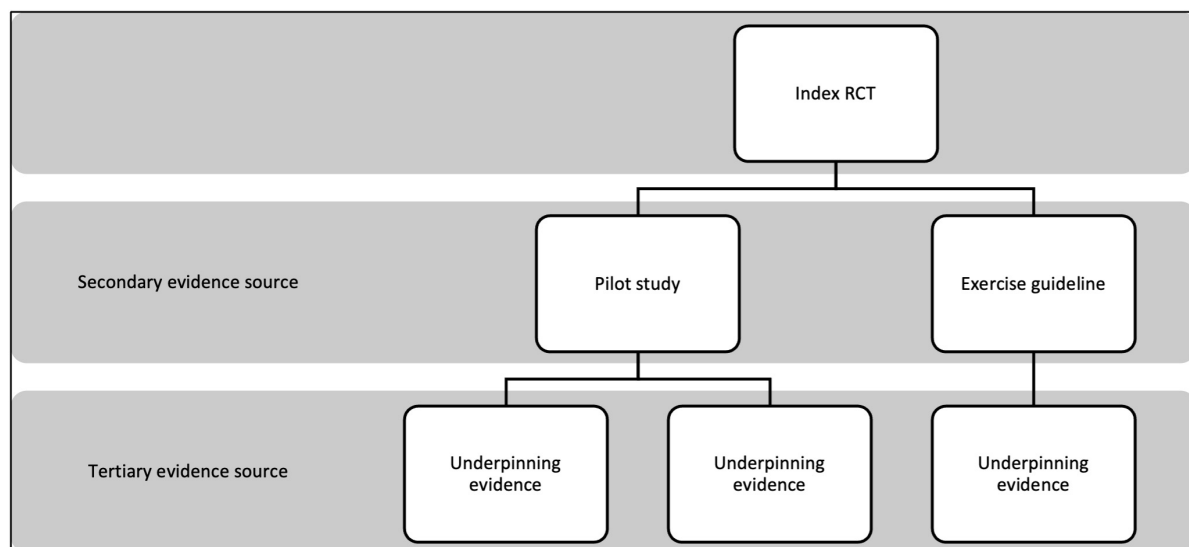 Index RCT
Secondary evidence source
Pilot study
Exercise guideline
Tertiary evidence source
Underpinning
evidence
Underpinning
evidence
Underpinning
evidence